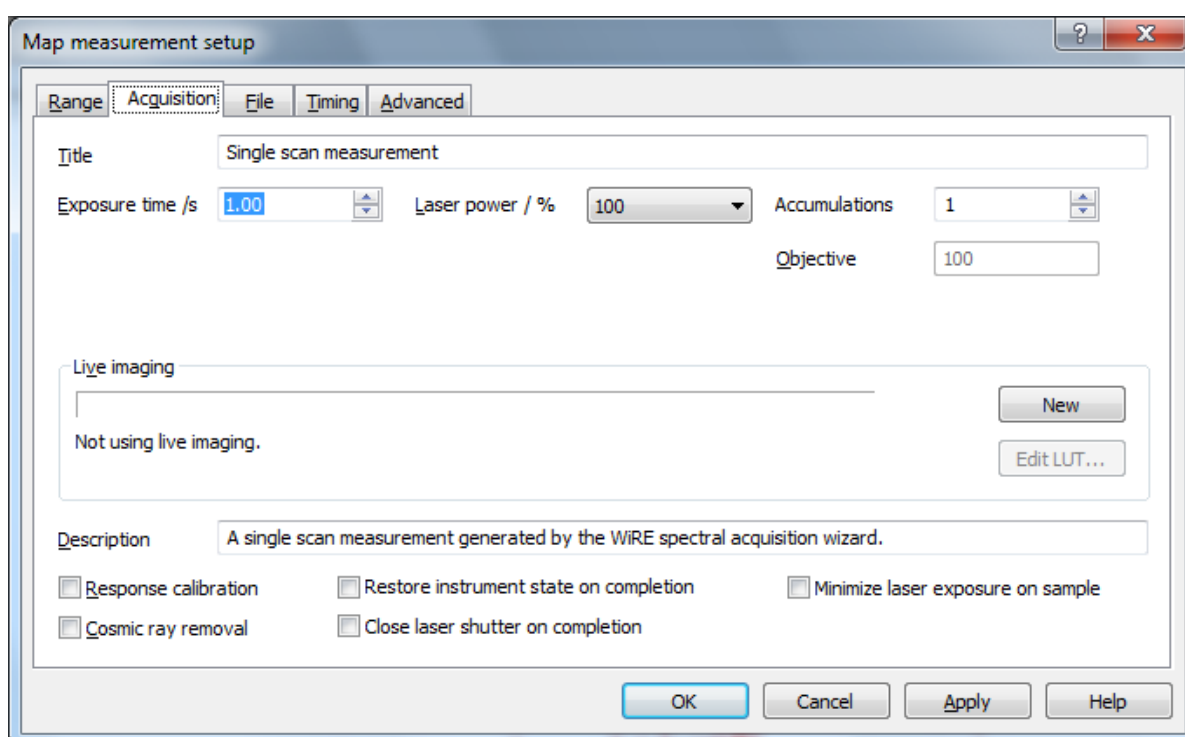 Map measurement setup
Range Acquisition File Timing Advanced
Title Single scan measurement
Exposure time /s 1.00 Laser power / % 100 Accumulations 1
Objective 100
Live imaging
New
Not using live imaging.
Edit LUT...
Description A single scan measurement generated by the WiRE spectral acquisition wizard.
Response calibration Restore instrument state on completion Minimize laser exposure on sample
Cosmic ray removal Close laser shutter on completion
OK Cancel Apply Help